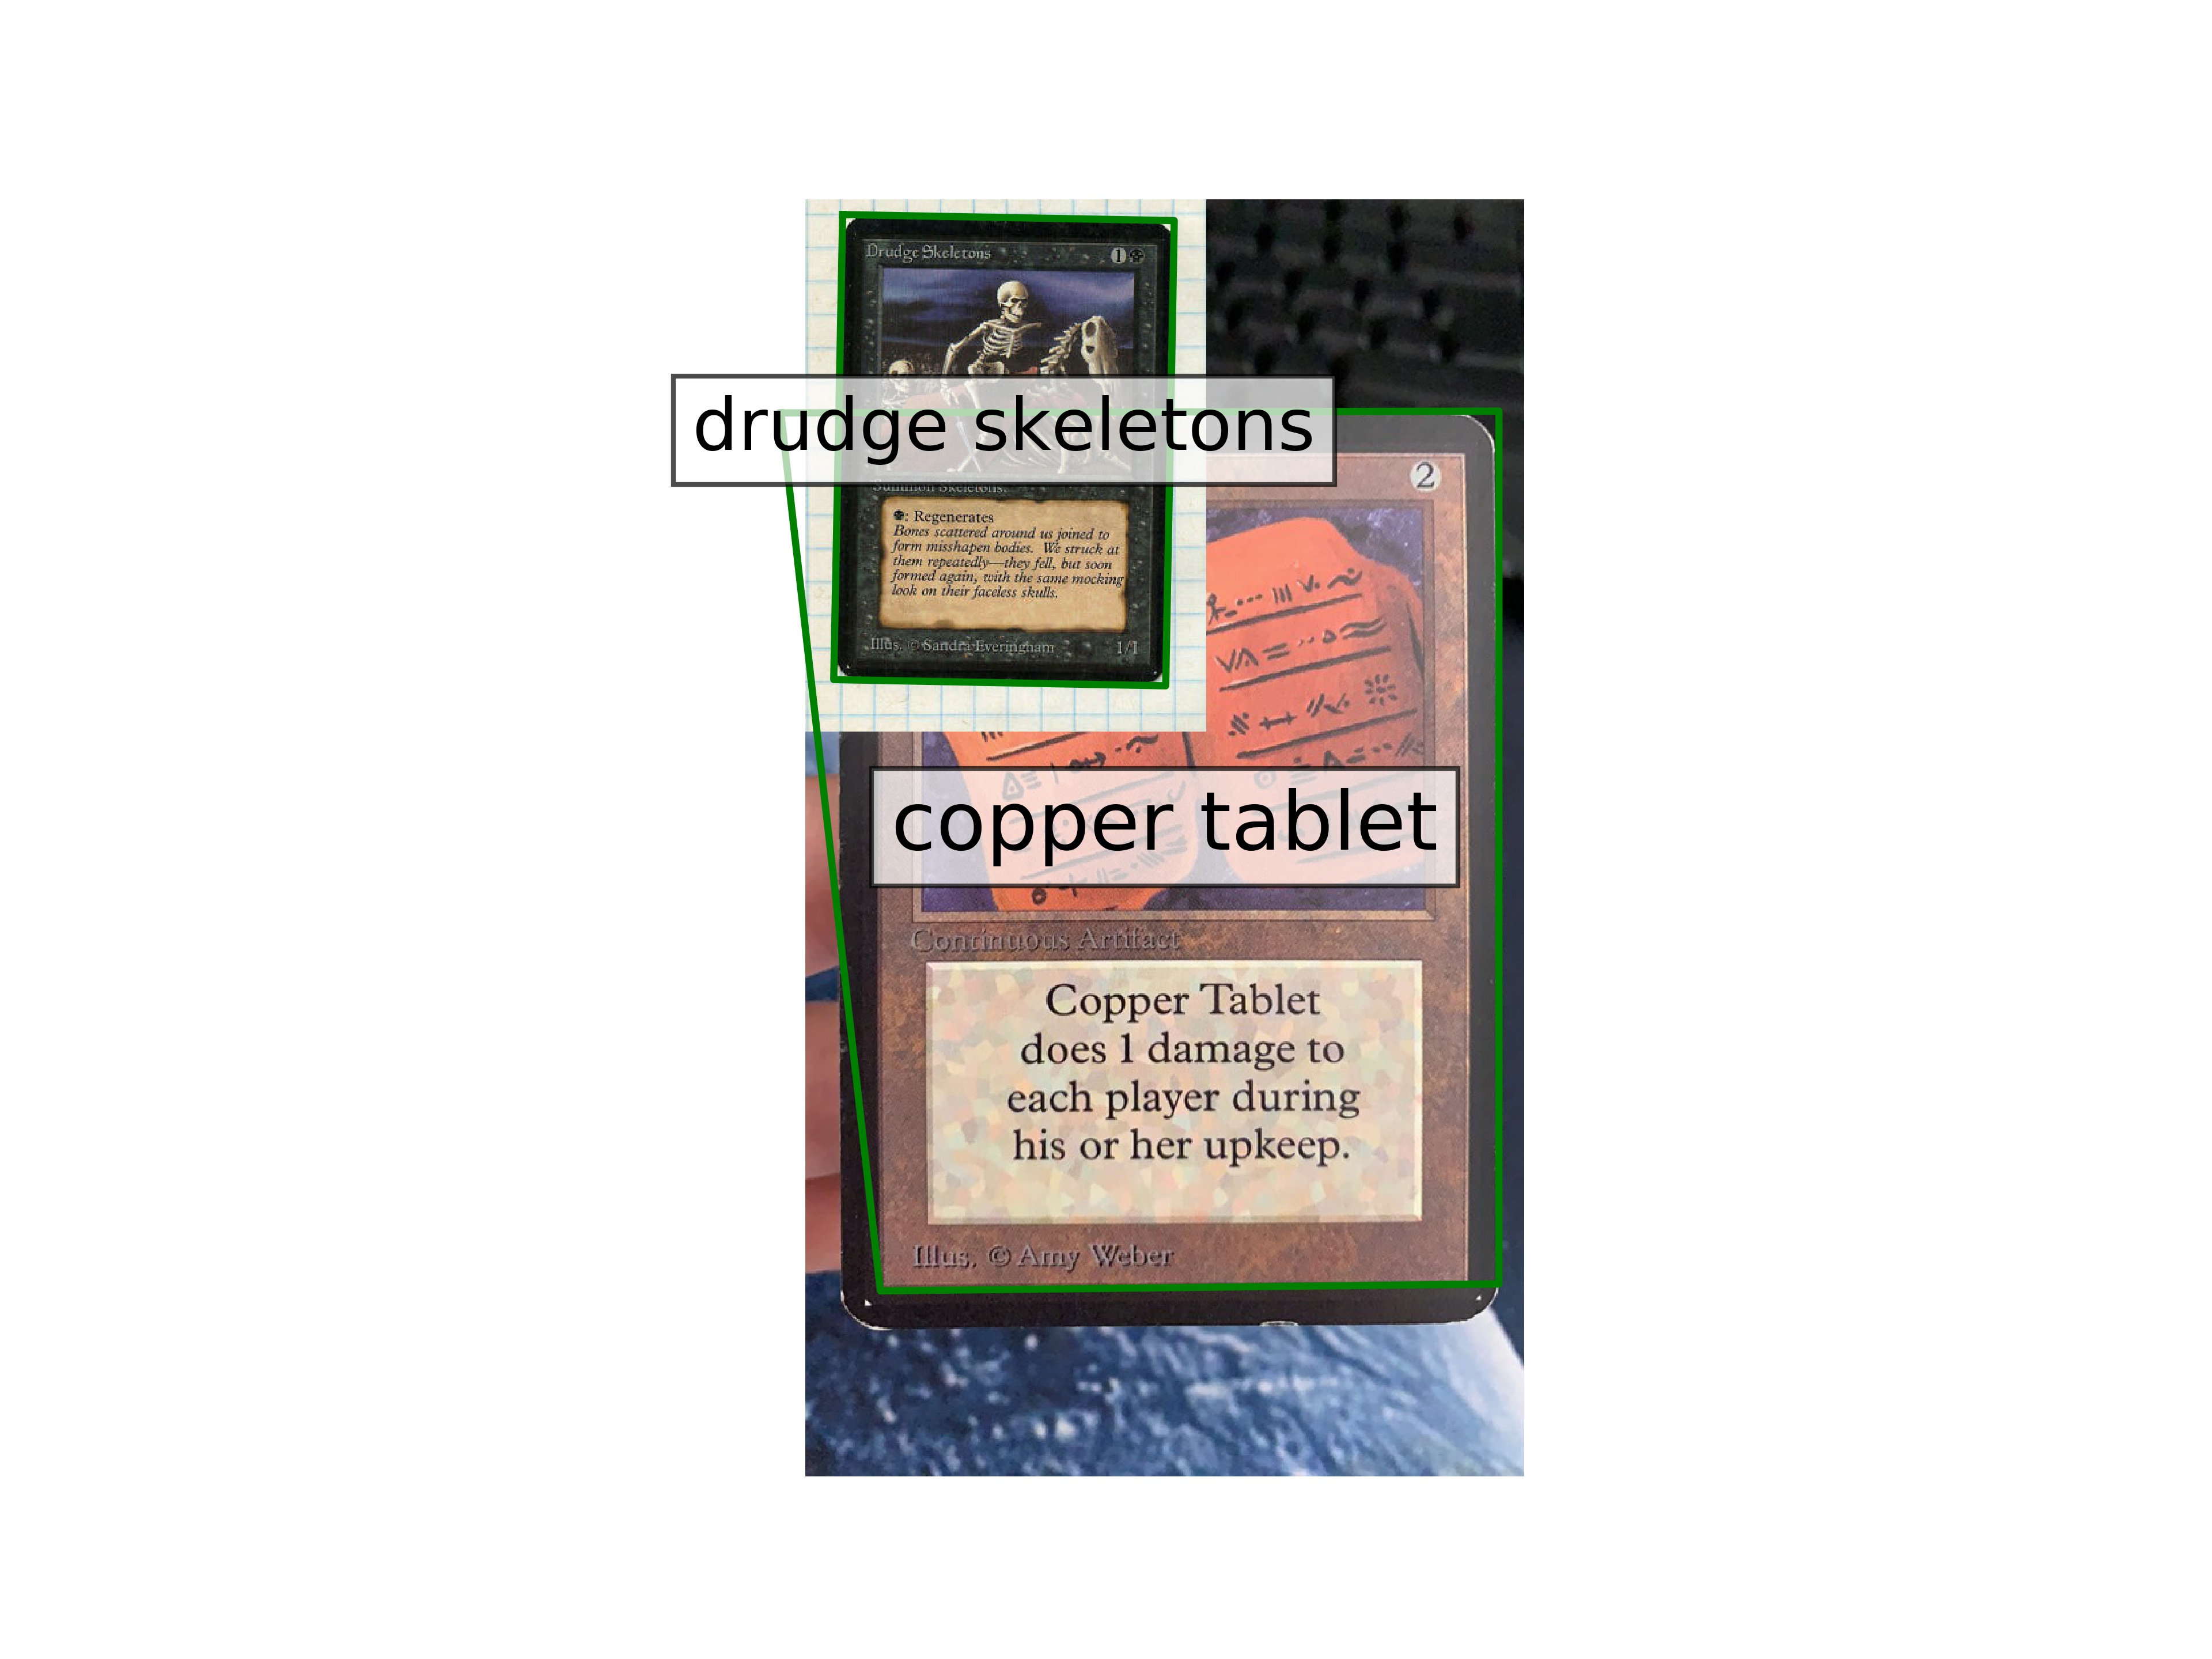 Drudge Skeletons 1
drudge skeletons
Summon Skeletons.
: Regenerates
Bones scattered around us joined to
form misshapen bodies. We struck at
them repeatedly—they fell, but soon
formed again, with the same mocking
look on their faceless skulls.
Illus. © Sandra Everingham 1/1
2
copper tablet
Continuous Artifact
Copper Tablet
does 1 damage to
each player during
his or her upkeep.
Illus. © Amy Weber